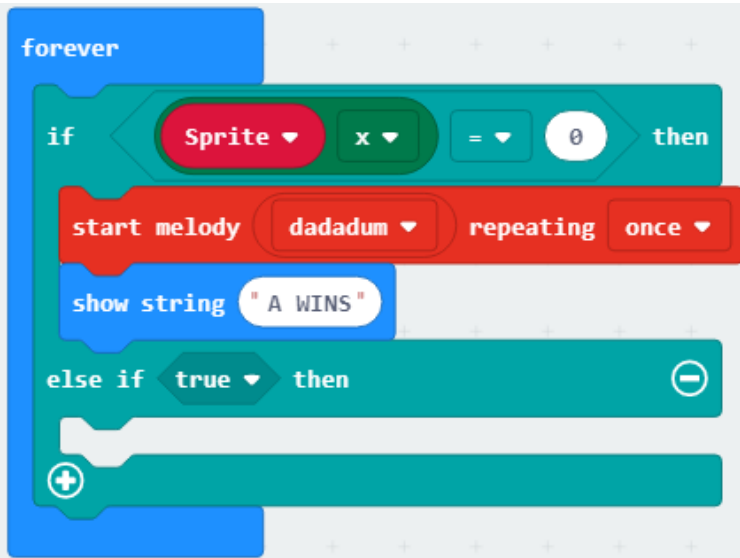 forever
if Sprite x = 0 then
start melody dadadum repeating once
show string "A WINS"
else if true then